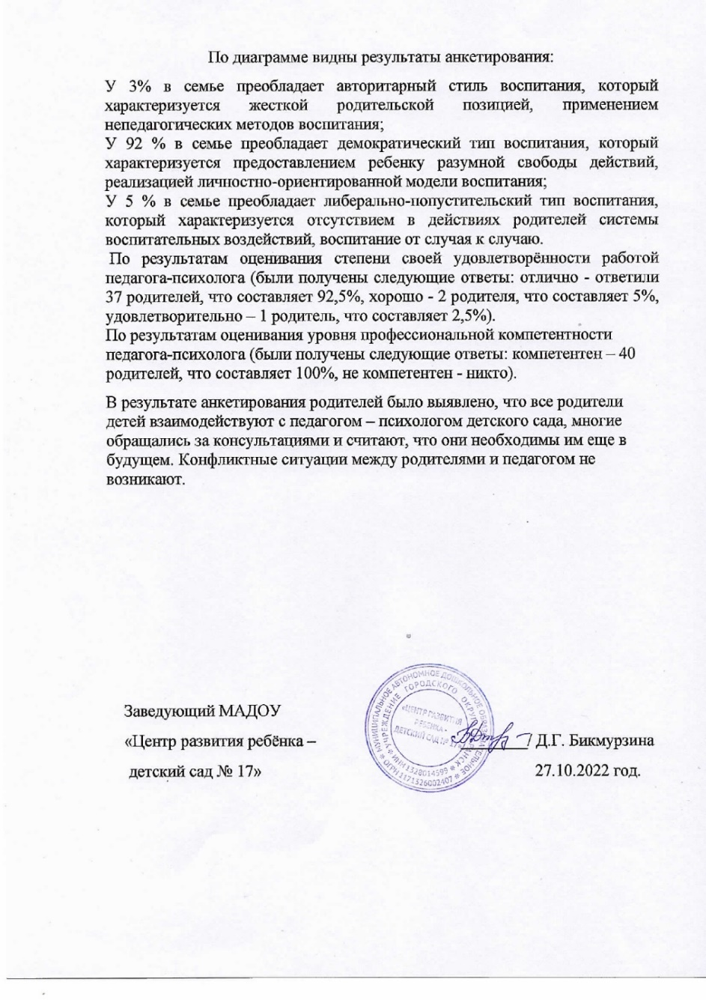 По диаграмме видны результаты анкетирования:
У 3% в семье преобладает авторитарный стиль воспитания, который
характеризуется жесткой родительской позицией, применением
непедагогических методов воспитания;
У 92 % в семье преобладает демократический тип воспитания, который
характеризуется предоставлением ребенку разумной свободы действий,
реализацией личностно-ориентированной модели воспитания;
У 5 % в семье преобладает либерально-попустительский тип воспитания,
который характеризуется отсутствием в действиях родителей системы
воспитательных воздействий, воспитание от случая к случаю.
По результатам оценивания степени своей удовлетворённости работой
педагога-психолога (были получены следующие ответы: отлично - ответили
37 родителей, что составляет 92,5%, хорошо - 2 родителя, что составляет 5%,
удовлетворительно – 1 родитель, что составляет 2,5%).
По результатам оценивания уровня профессиональной компетентности
педагога-психолога (были получены следующие ответы: компетентен – 40
родителей, что составляет 100%, не компетентен - никто).
В результате анкетирования родителей было выявлено, что все родители
детей взаимодействуют с педагогом – психологом детского сада, многие
обращались за консультациями и считают, что они необходимы им еще в
будущем. Конфликтные ситуации между родителями и педагогом не
возникают.
Заведующий МАДОУ
«Центр развития ребёнка –
детский сад № 17»
МУНИЦИПАЛЬНОЕ АВТОНОМНОЕ ДОШКОЛЬНОЕ
ОГРН 1171326002407
УЧРЕЖДЕНИЕ ГОРОДСКОГО
ИНН 1328014599
«ЦЕНТР РАЗВИТИЯ
РЕБЕНКА -
ДЕТСКИЙ САД № 17»
/ Д.Г. Бикмурзина
27.10.2022 год.